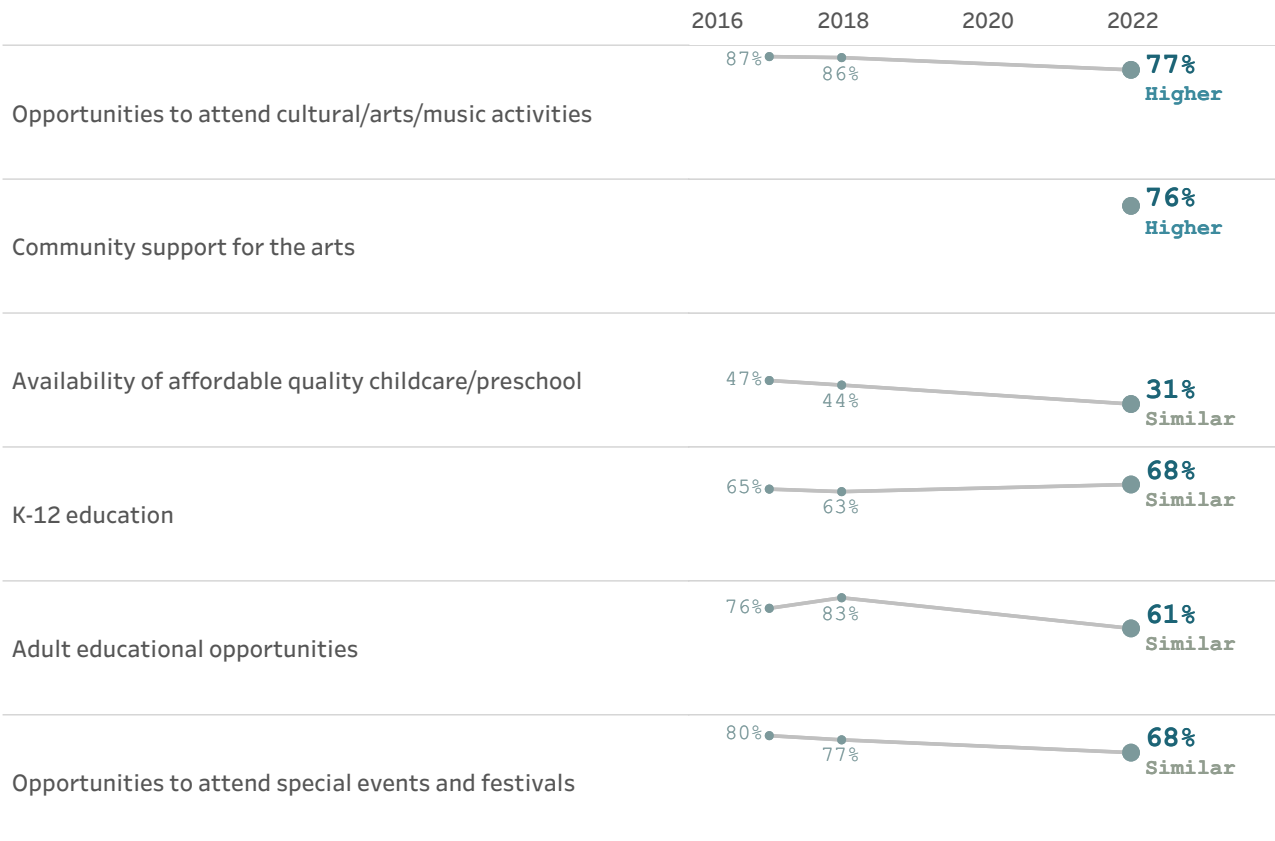 2016 2018 2020 2022
87% 86% 77%
Higher
Opportunities to attend cultural/arts/music activities
76%
Higher
Community support for the arts
Availability of affordable quality childcare/preschool 47% 44% 31%
Similar
65% 63% 68%
Similar
K-12 education
76% 83% 61%
Similar
Adult educational opportunities
80% 77% 68%
Similar
Opportunities to attend special events and festivals